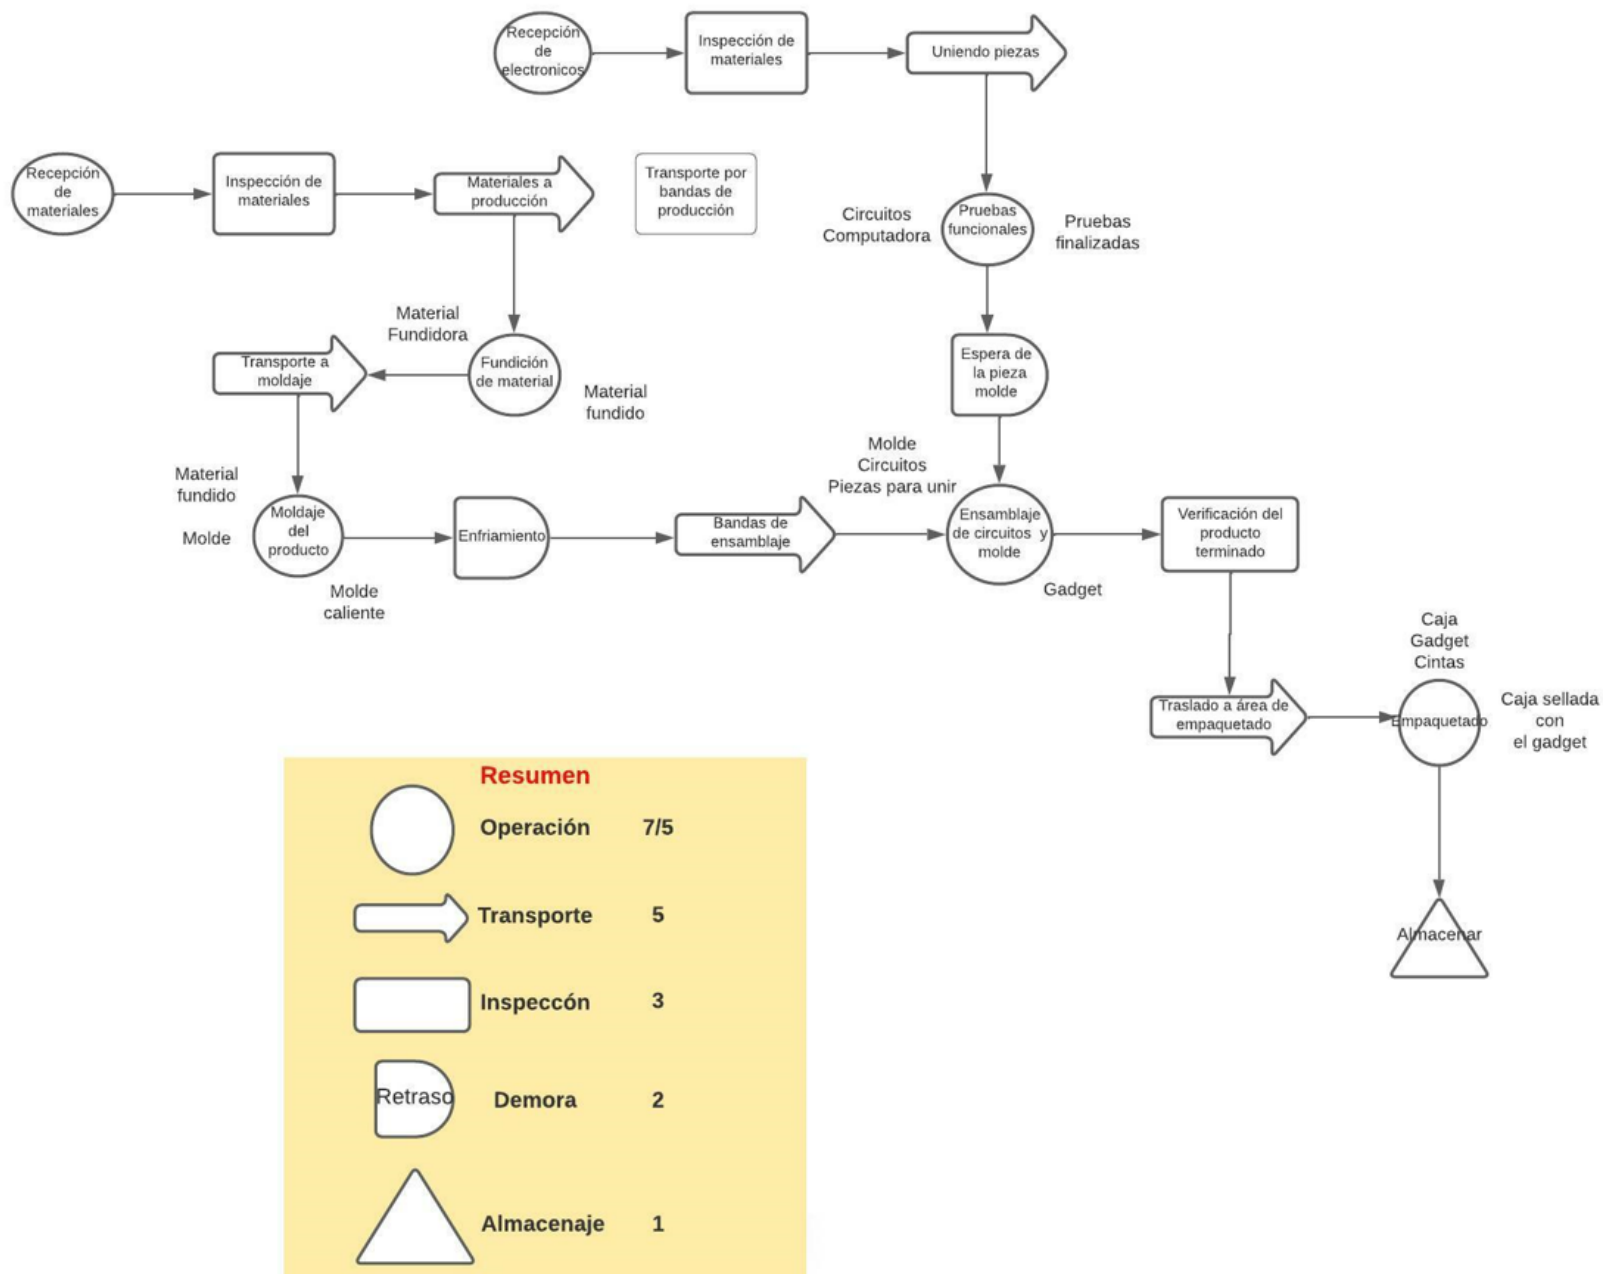 Recepción
de
electronicos
Inspección de
materiales
Uniendo piezas
Recepción
de
materiales
Inspección de
materiales
Materiales a
producción
Transporte por
bandas de
producción
Circuitos
Computadora
Pruebas
funcionales
Pruebas
finalizadas
Material
Fundidora
Transporte a
moldaje
Fundición
de material
Material
fundido
Espera de
la pieza
molde
Material
fundido
Molde
Moldaje
del
producto
Molde
caliente
Enfriamiento
Bandas de
ensamblaje
Molde
Circuitos
Piezas para unir
Ensamblaje
de circuitos y
molde
Gadget
Verificación del
producto
terminado
Traslado a área de
empaquetado
Caja
Gadget
Cintas
Empaquetado
Caja sellada
con
el gadget
Almacenar
Resumen
Operación 7/5
Transporte 5
Inspeccón 3
Retraso Demora 2
Almacenaje 1